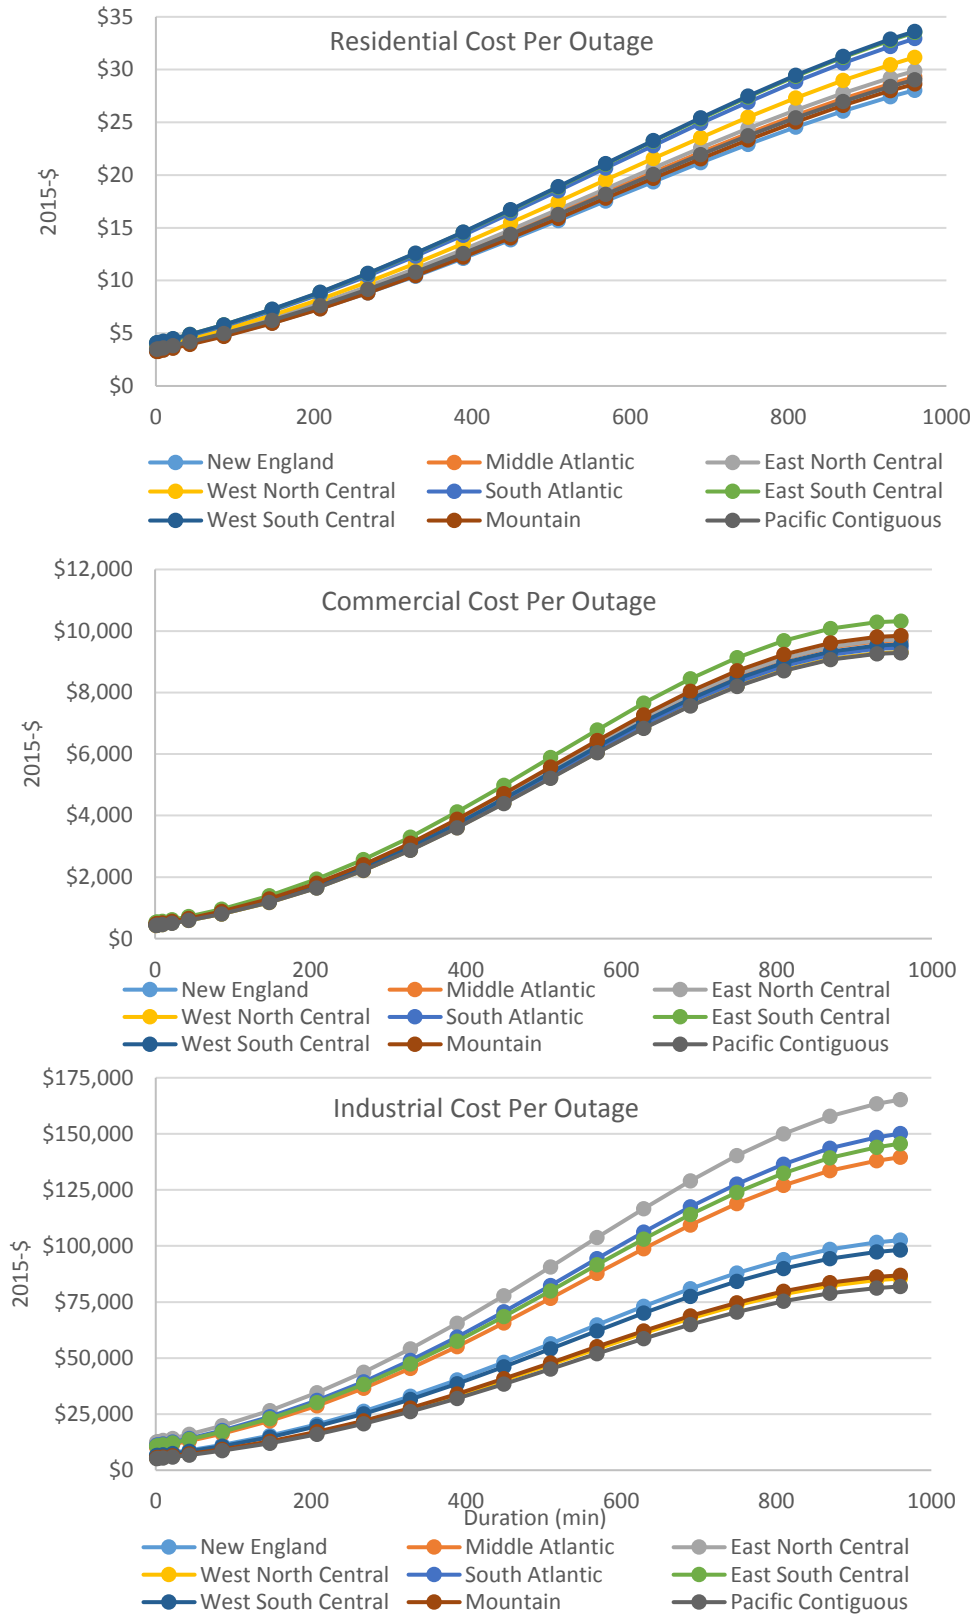 Residential Cost Per Outage
2015-$
$35
$30
$25
$20
$15
$10
$5
$0
0 200 400 600 800 1000
New England Middle Atlantic East North Central
West North Central South Atlantic East South Central
West South Central Mountain Pacific Contiguous
Commercial Cost Per Outage
2015-$
$12,000
$10,000
$8,000
$6,000
$4,000
$2,000
$0
0 200 400 600 800 1000
New England Middle Atlantic East North Central
West North Central South Atlantic East South Central
West South Central Mountain Pacific Contiguous
Industrial Cost Per Outage
2015-$
$175,000
$150,000
$125,000
$100,000
$75,000
$50,000
$25,000
$0
0 200 400 600 800 1000
Duration (min)
New England Middle Atlantic East North Central
West North Central South Atlantic East South Central
West South Central Mountain Pacific Contiguous